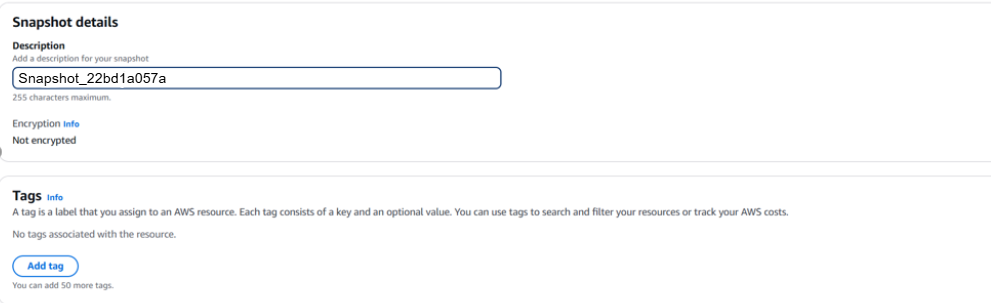 Snapshot details
Description
Add a description for your snapshot
Snapshot_22bd1a057a
255 characters maximum.
Encryption Info
Not encrypted
Tags Info
A tag is a label that you assign to an AWS resource. Each tag consists of a key and an optional value. You can use tags to search and filter your resources or track your AWS costs.
No tags associated with the resource.
Add tag
You can add 50 more tags.